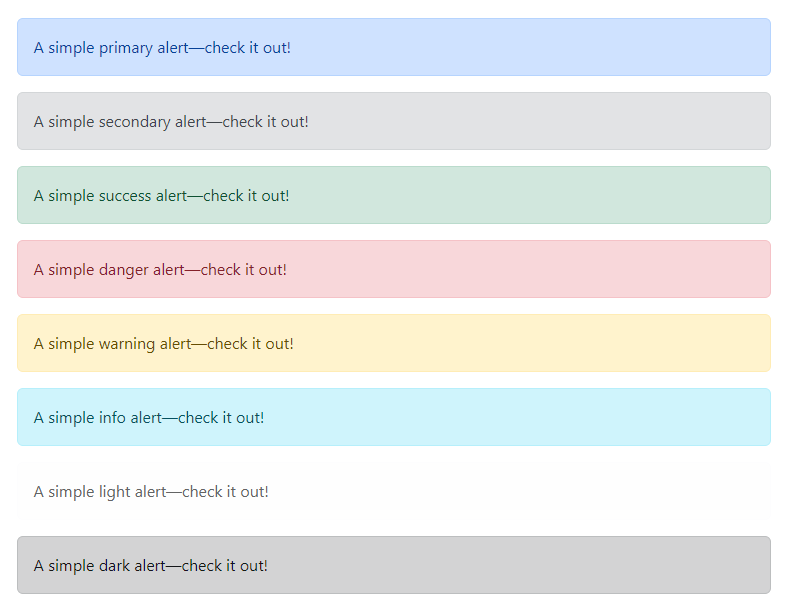 A simple primary alert—check it out!
A simple secondary alert—check it out!
A simple success alert—check it out!
A simple danger alert—check it out!
A simple warning alert—check it out!
A simple info alert—check it out!
A simple light alert—check it out!
A simple dark alert—check it out!